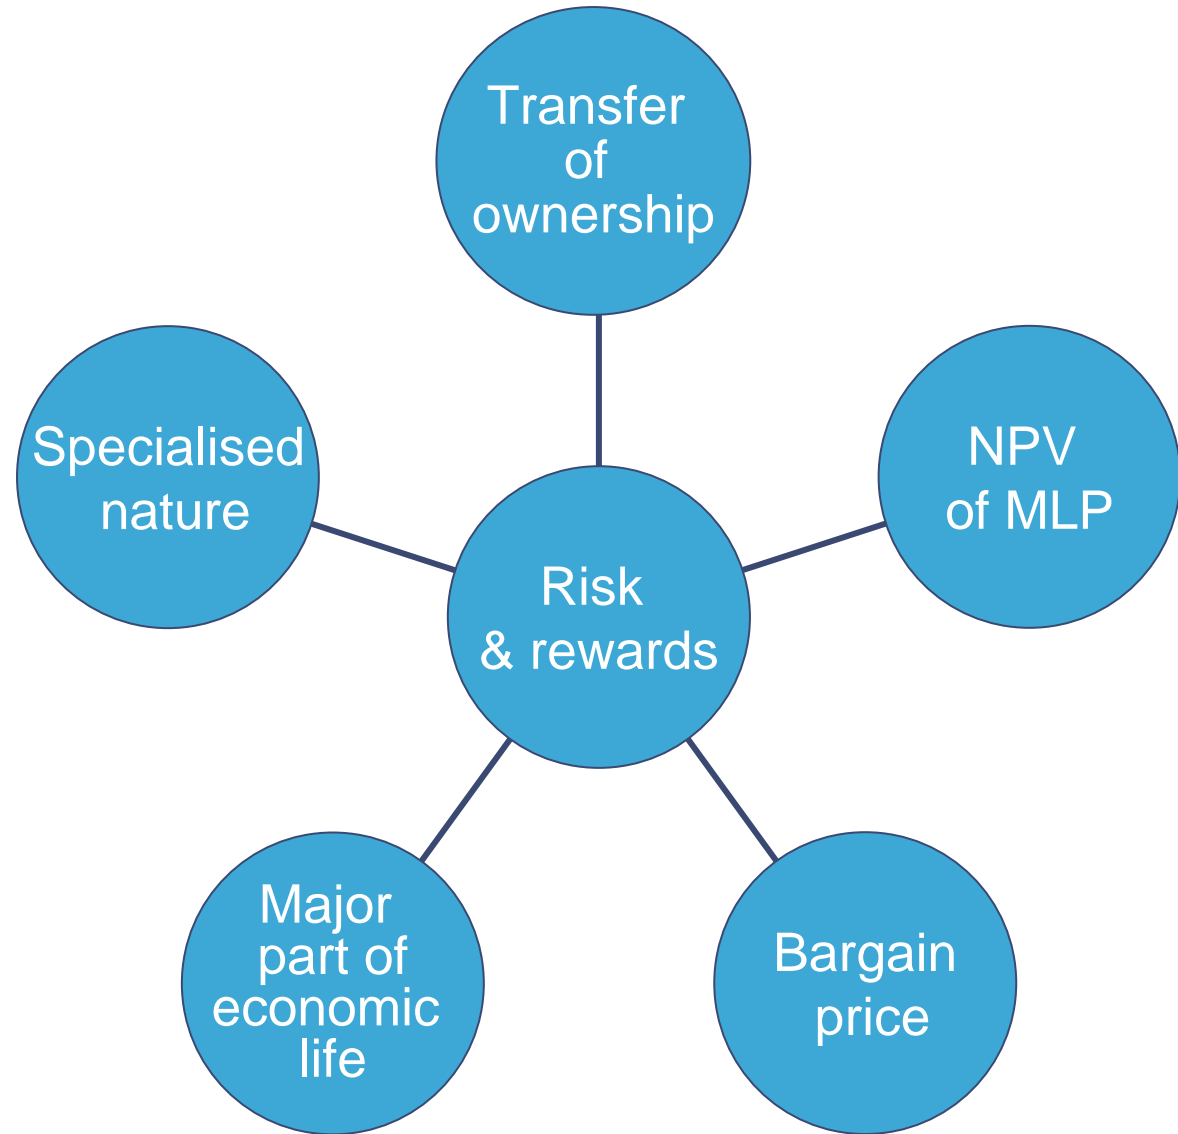 Transfer
of
ownership
Specialised
nature
NPV
of MLP
Risk
& rewards
Major
part of
economic
life
Bargain
price